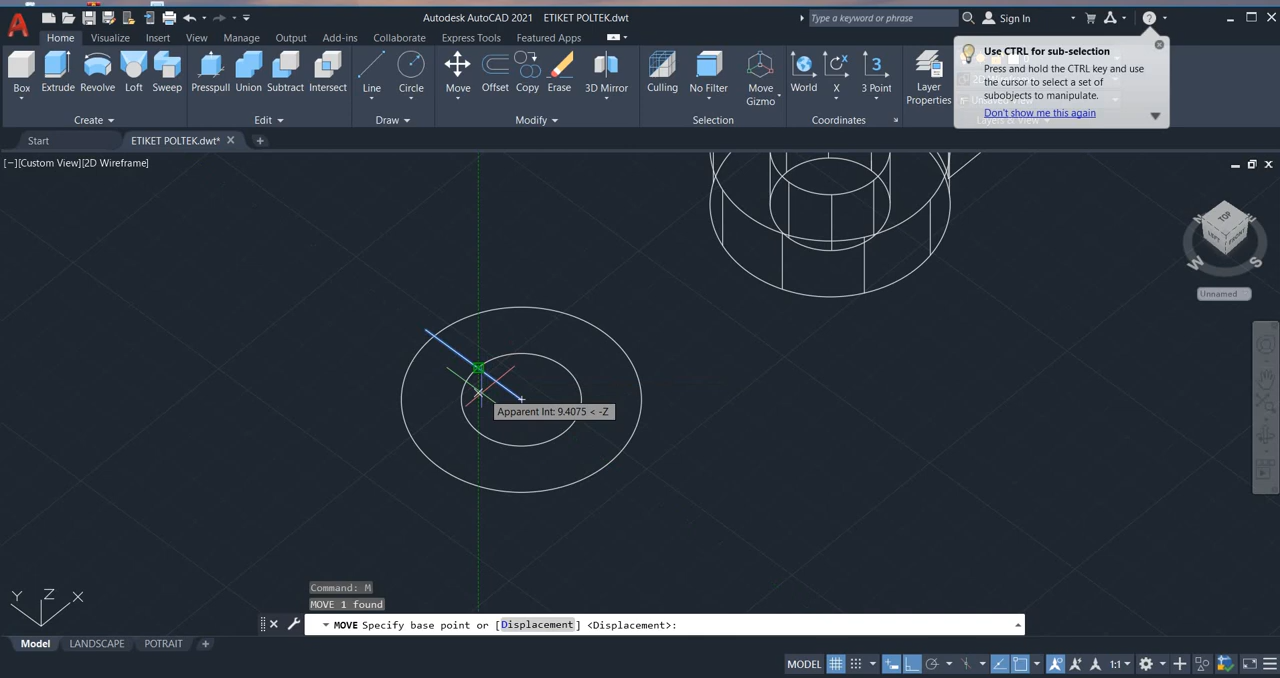 Autodesk AutoCAD 2021 ETIKET POLTEK.dwt
Type a keyword or phrase
Sign In
Home Visualize Insert View Manage Output Add-ins Collaborate Express Tools Featured Apps
Box Extrude Revolve Loft Sweep Presspull Union Subtract Intersect Line Circle Move Offset Copy Erase 3D Mirror Culling No Filter Move Gizmo World X 3 Point Layer Properties
Create Edit Draw Modify Selection Coordinates
Use CTRL for sub-selection
Press and hold the CTRL key and use
the cursor to select a set of
subobjects to manipulate.
Don't show me this again
Start ETIKET POLTEK.dwt*
[−][Custom View][2D Wireframe]
N E
TOP
LEFT FRONT
W S
Unnamed
Apparent Int: 9.4075 < -Z
Y Z X
Command: M
MOVE 1 found
MOVE Specify base point or [Displacement] <Displacement>:
Model LANDSCAPE POTRAIT
MODEL 1:1